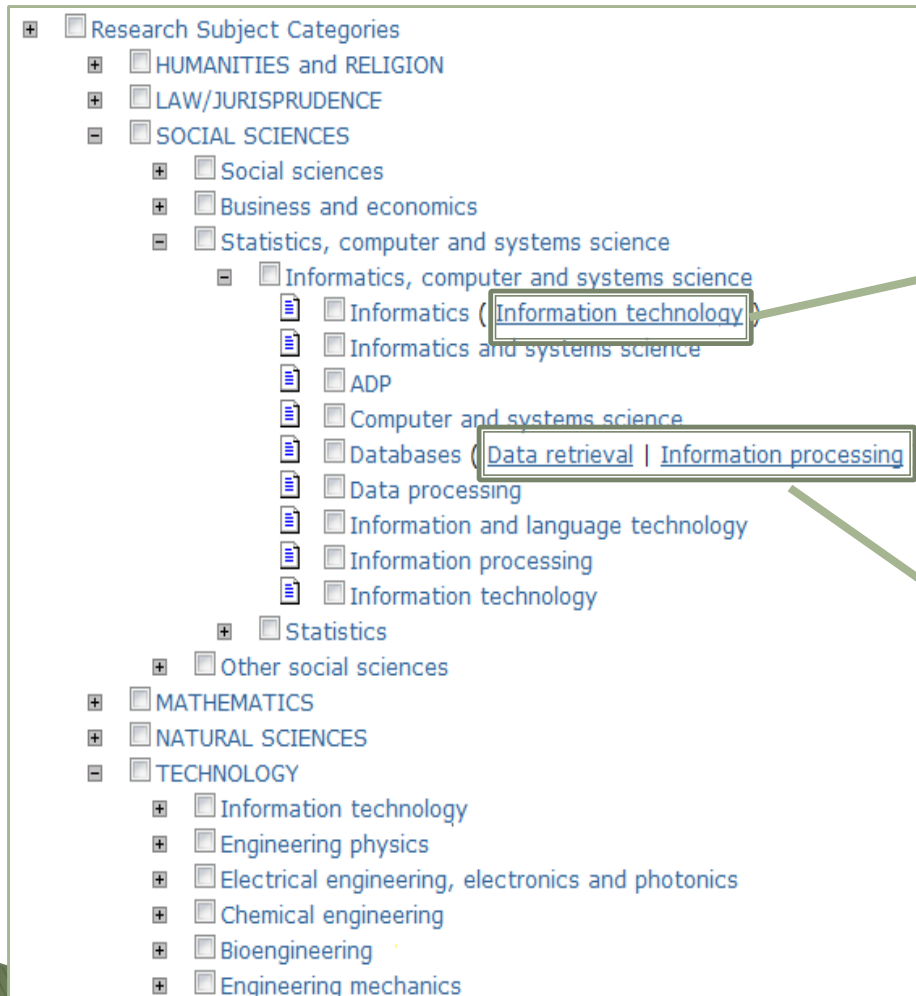 Research Subject Categories
HUMANITIES and RELIGION
LAW/JURISPRUDENCE
SOCIAL SCIENCES
Social sciences
Business and economics
Statistics, computer and systems science
Informatics, computer and systems science
Informatics ( Information technology )
Informatics and systems science
ADP
Computer and systems science
Databases ( Data retrieval | Information processing
Data processing
Information and language technology
Information processing
Information technology
Statistics
Other social sciences
MATHEMATICS
NATURAL SCIENCES
TECHNOLOGY
Information technology
Engineering physics
Electrical engineering, electronics and photonics
Chemical engineering
Bioengineering
Engineering mechanics